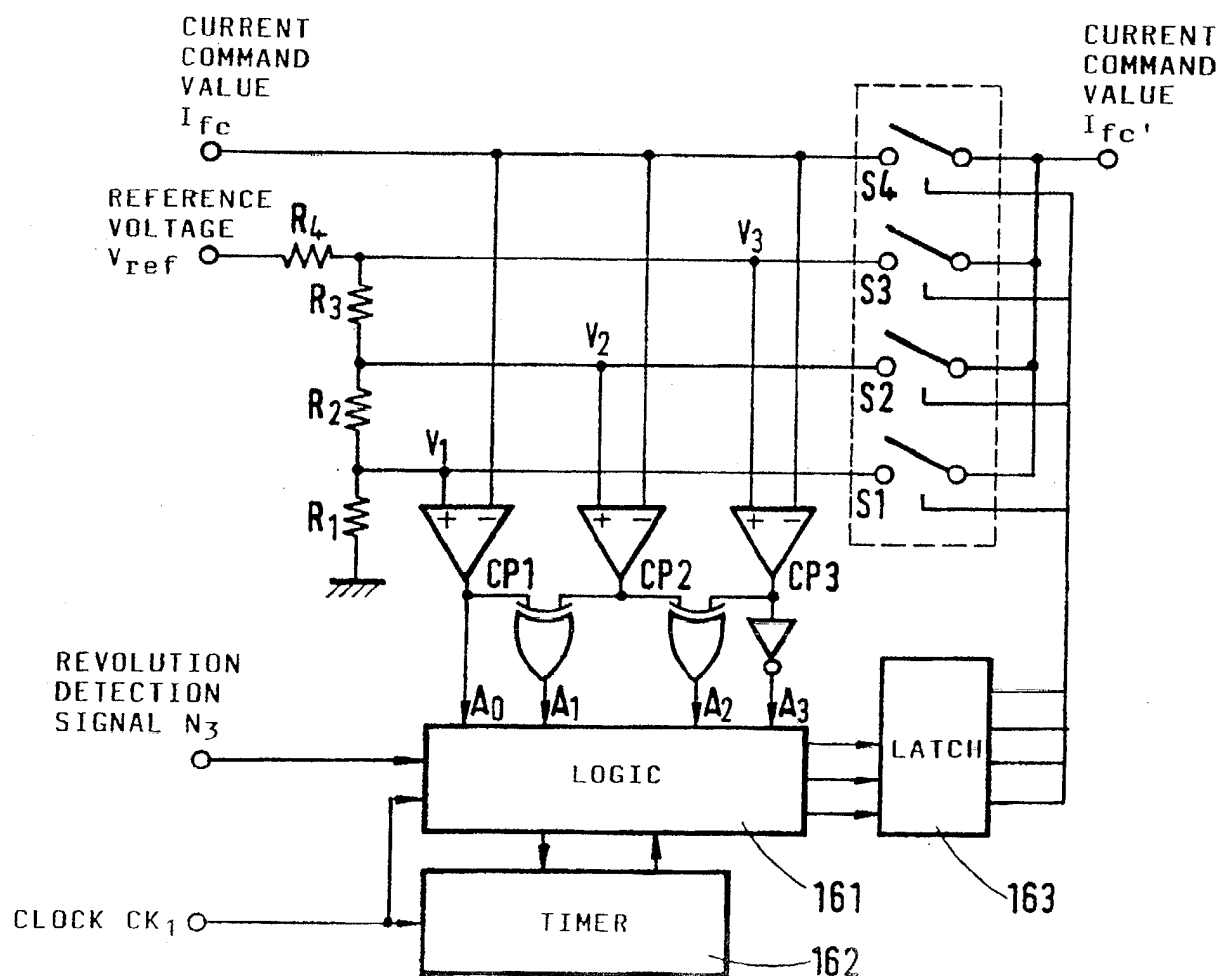 CURRENT
COMMAND
VALUE
Ifc
CURRENT
COMMAND
VALUE
Ifc'
REFERENCE
VOLTAGE
Vref
R4
R3
R2
R1
V3
V2
V1
S4
S3
S2
S1
+ −
+ −
+ −
CP1
CP2
CP3
REVOLUTION
DETECTION
SIGNAL N3
A0
A1
A2
A3
LOGIC
LATCH
161
163
CLOCK CK1
TIMER
162